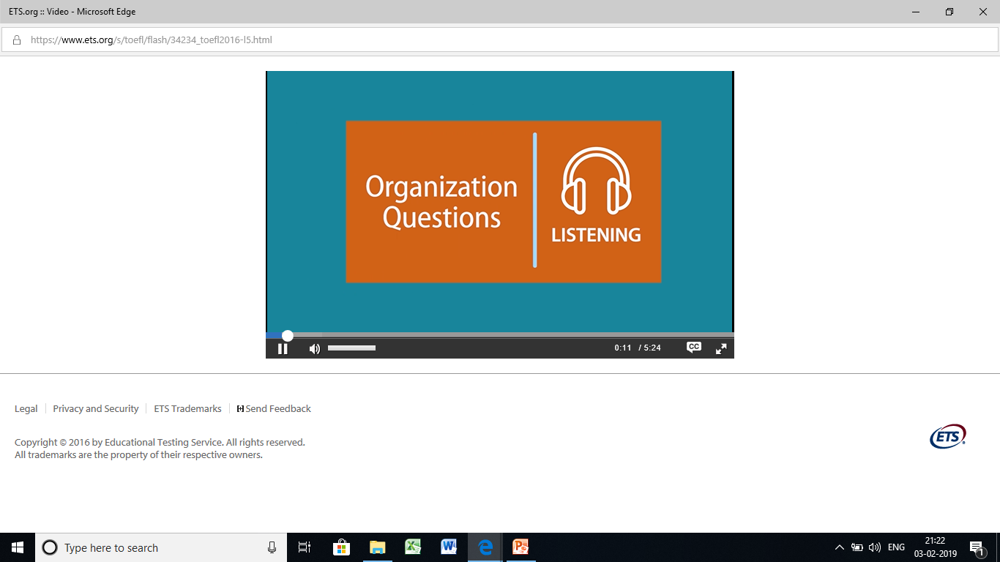 ETS.org :: Video - Microsoft Edge
https://www.ets.org/s/toefl/flash/34234_toefl2016-l5.html
Organization
Questions
LISTENING
0:11 / 5:24
CC
Legal Privacy and Security ETS Trademarks [+] Send Feedback
Copyright © 2016 by Educational Testing Service. All rights reserved.
All trademarks are the property of their respective owners.
ETS®
Type here to search
ENG
21:22
03-02-2019
1